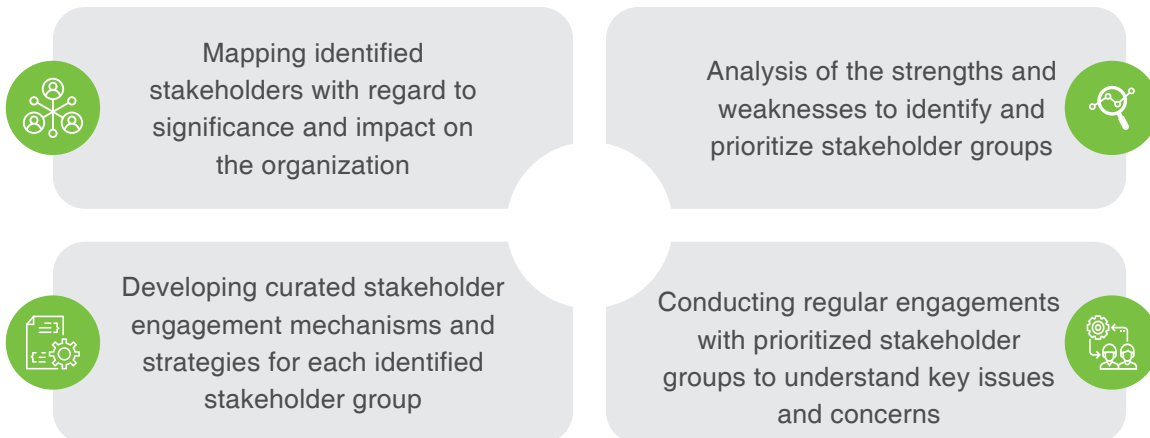 Mapping identified
stakeholders with regard to
significance and impact on
the organization
Analysis of the strengths and
weaknesses to identify and
prioritize stakeholder groups
Developing curated stakeholder
engagement mechanisms and
strategies for each identified
stakeholder group
Conducting regular engagements
with prioritized stakeholder
groups to understand key issues
and concerns